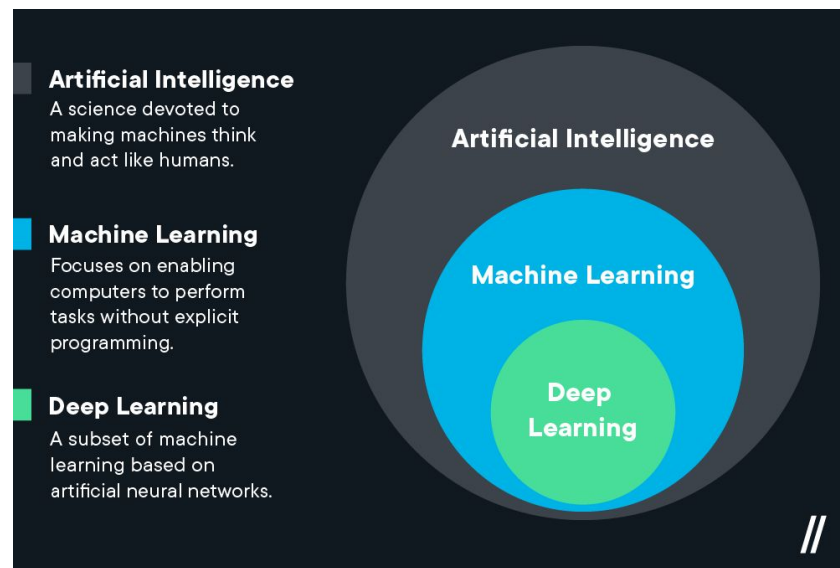 Artificial Intelligence
A science devoted to
making machines think
and act like humans.
Machine Learning
Focuses on enabling
computers to perform
tasks without explicit
programming.
Deep Learning
A subset of machine
learning based on
artificial neural networks.
Artificial Intelligence
Machine Learning
Deep
Learning
//